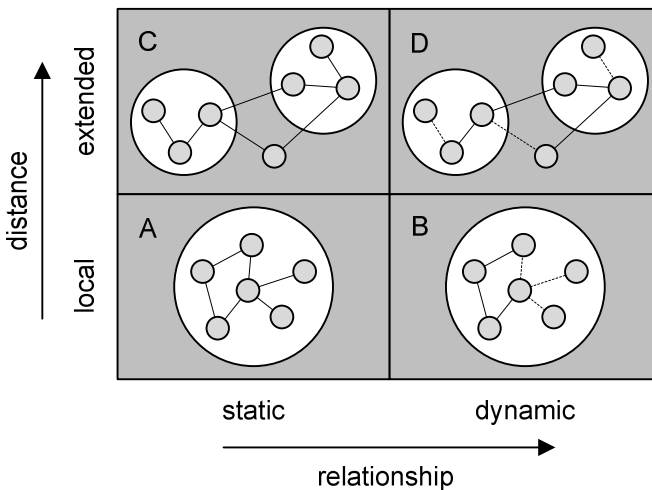 C
D
extended
distance
A
B
local
static
dynamic
relationship